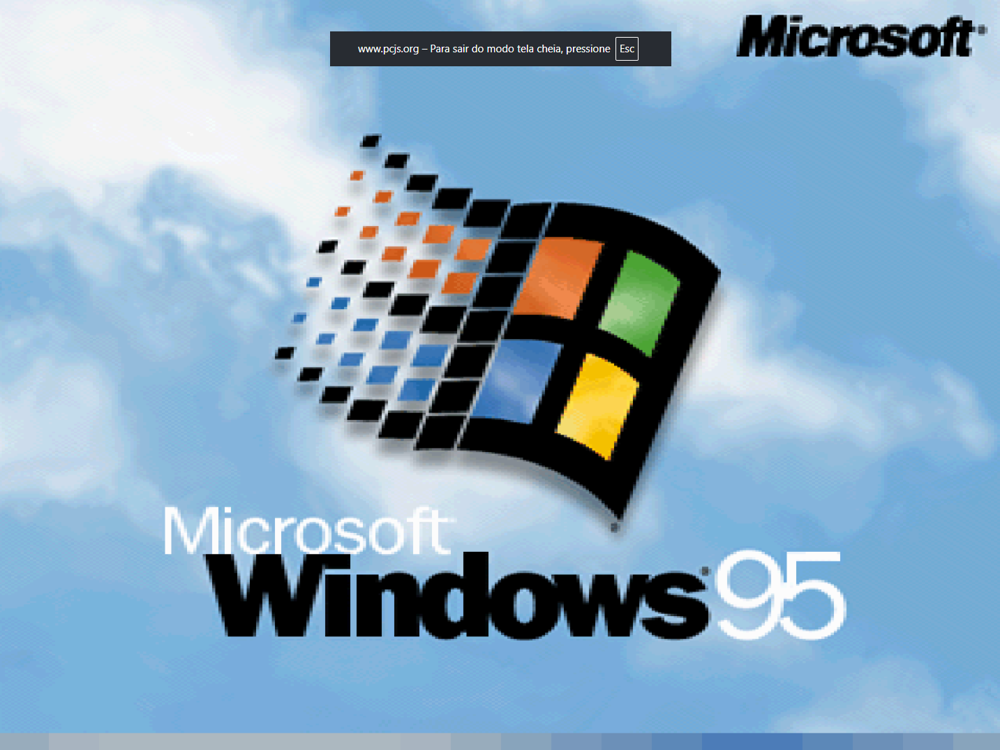 Microsoft
www.pcjs.org – Para sair do modo tela cheia, pressione Esc
Microsoft
Windows 95